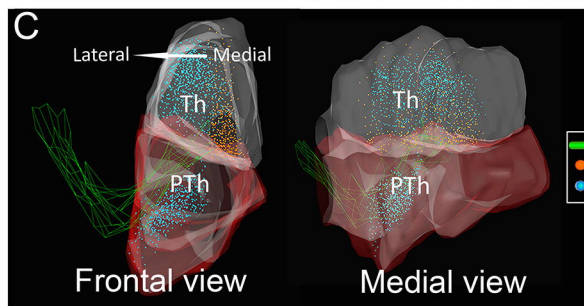 C
Lateral Medial
Th
PTh
Frontal view
Th
PTh
Medial view